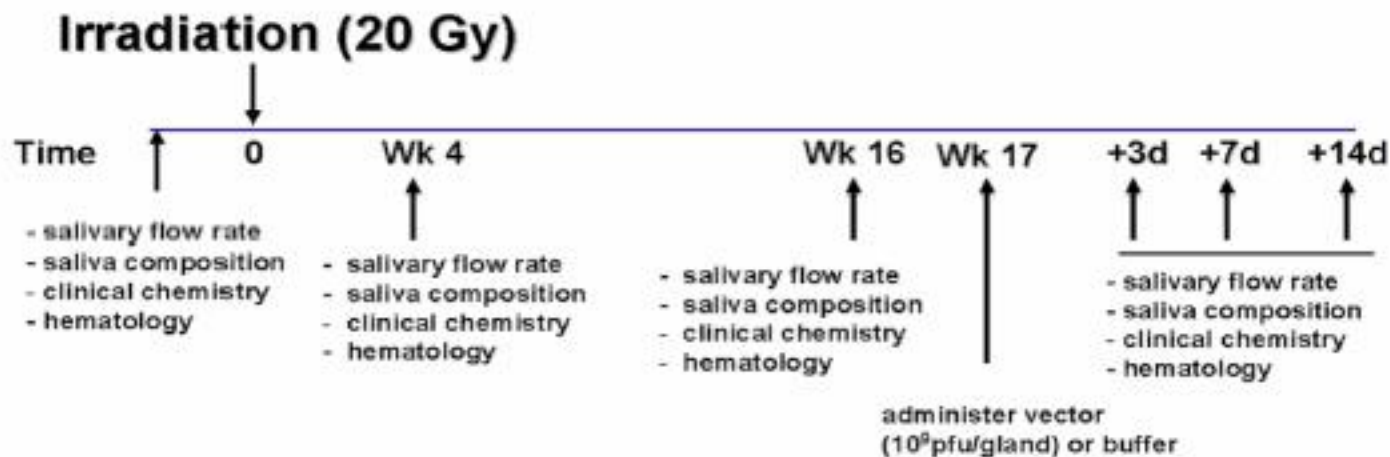 Irradiation (20 Gy)
Time 0 Wk 4 Wk 16 Wk 17 +3d +7d +14d
- salivary flow rate
- saliva composition
- clinical chemistry
- hematology
- salivary flow rate
- saliva composition
- clinical chemistry
- hematology
- salivary flow rate
- saliva composition
- clinical chemistry
- hematology
administer vector
(10⁹pfu/gland) or buffer
- salivary flow rate
- saliva composition
- clinical chemistry
- hematology